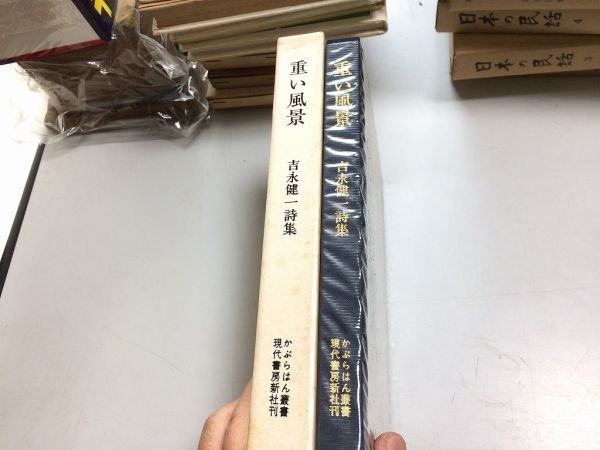 重い風景
吉永健一詩集
かぶらはん叢書
現代書房新社刊
重い風景
吉永健一詩集
かぶらはん叢書
現代書房新社刊
日本の民話 4
日本の民話 3